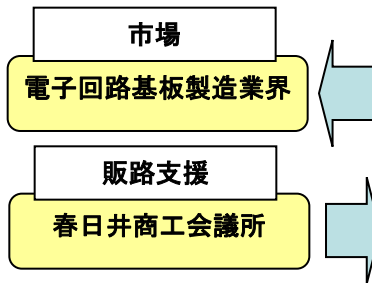 市場
電子回路基板製造業界
販路支援
春日井商工会議所